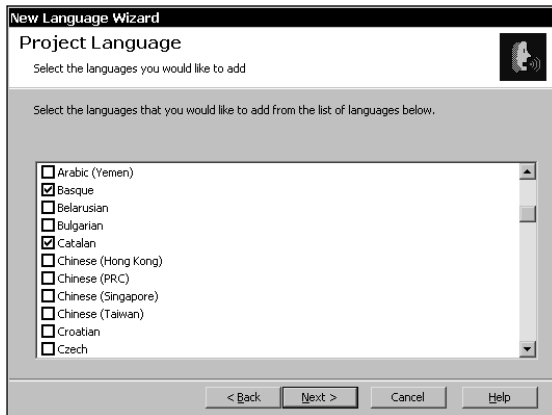 New Language Wizard
Project Language
Select the languages you would like to add
Select the languages that you would like to add from the list of languages below.
Arabic (Yemen)
Basque
Belarusian
Bulgarian
Catalan
Chinese (Hong Kong)
Chinese (PRC)
Chinese (Singapore)
Chinese (Taiwan)
Croatian
Czech
< Back Next > Cancel Help